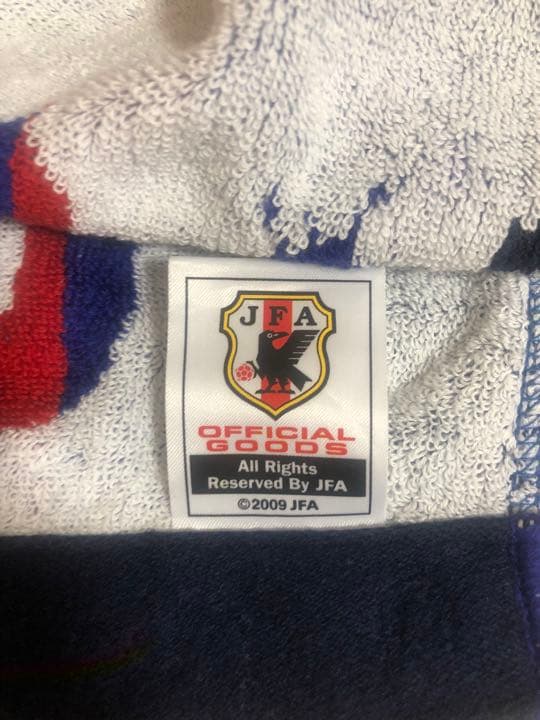 JFA
OFFICIAL
GOODS
All Rights
Reserved By JFA
©2009 JFA